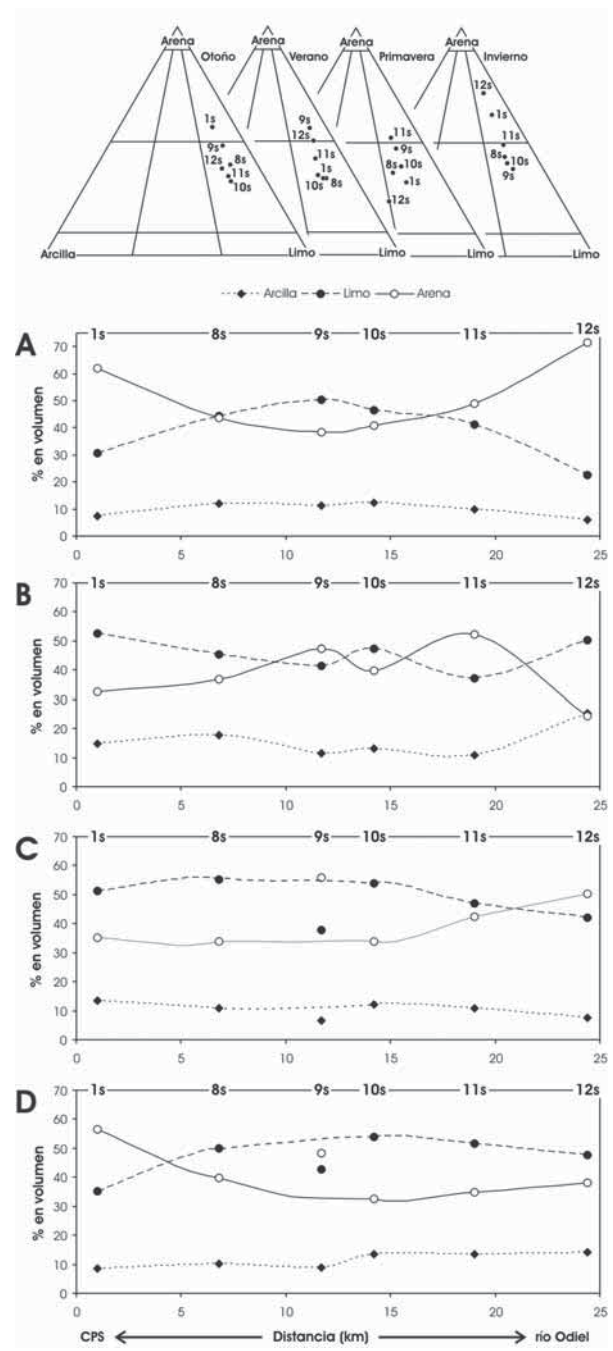 Arena Arena Arena Arena
Otoño Verano Primavera Invierno
12s
1s 9s 1s
12s 11s 11s
9s 11s 9s 8s
12s 8s 1s 8s 10s 10s
11s 10s 8s 1s 9s
10s 12s
Arcilla Limo Limo Limo Limo
Arcilla Limo Arena
A
1s 8s 9s 10s 11s 12s
% en volumen
70
60
50
40
30
20
10
0
0 5 10 15 20 25
B
1s 8s 9s 10s 11s 12s
% en volumen
70
60
50
40
30
20
10
0
0 5 10 15 20 25
C
1s 8s 9s 10s 11s 12s
% en volumen
70
60
50
40
30
20
10
0
0 5 10 15 20 25
D
1s 8s 9s 10s 11s 12s
% en volumen
70
60
50
40
30
20
10
0
0 5 10 15 20 25
CPS Distancia (km) río Odiel